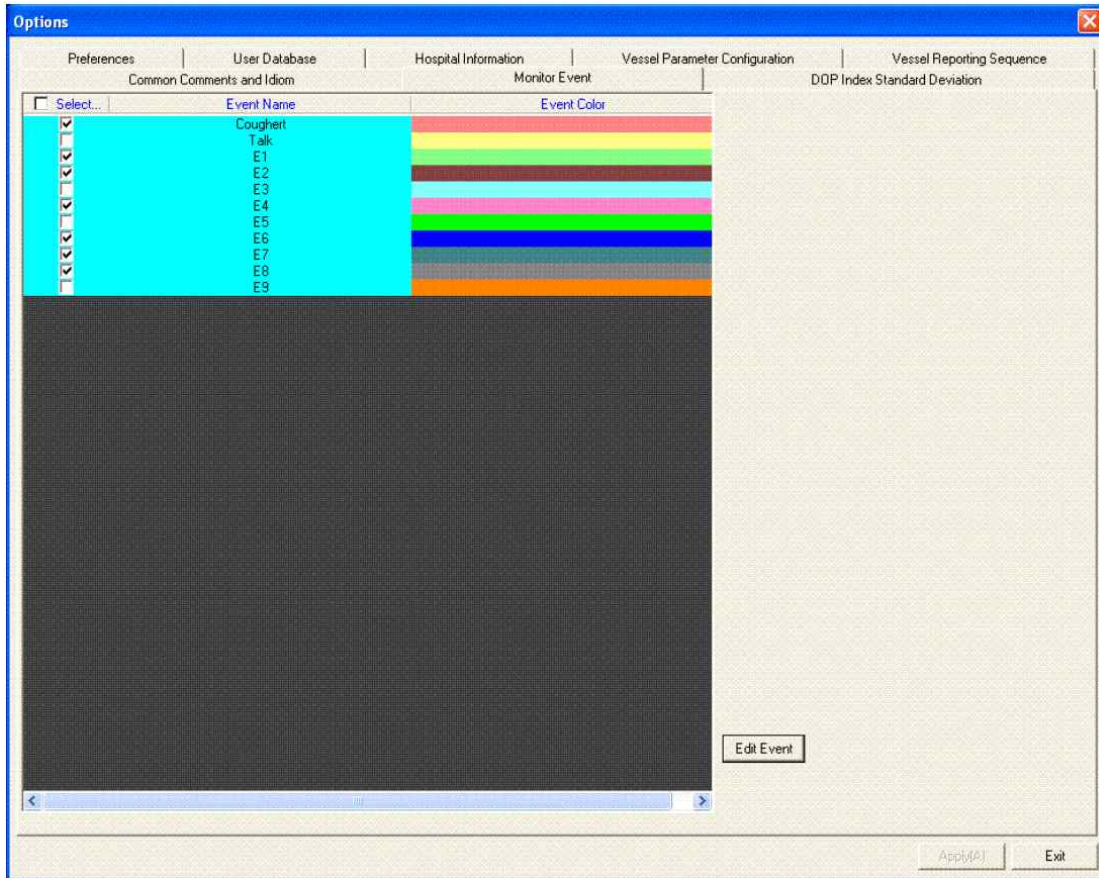 Options
Preferences User Database Hospital Information Vessel Parameter Configuration Vessel Reporting Sequence
Common Comments and Idiom Monitor Event DOP Index Standard Deviation
Select... Event Name Event Color
Coughert
Talk
E1
E2
E3
E4
E5
E6
E7
E8
E9
Edit Event
Apply(A) Exit